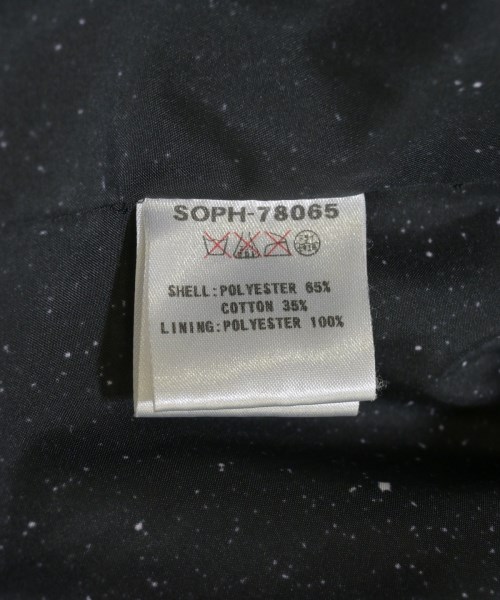 SOPH-78065
SHELL:POLYESTER 65%
COTTON 35%
LINING:POLYESTER 100%